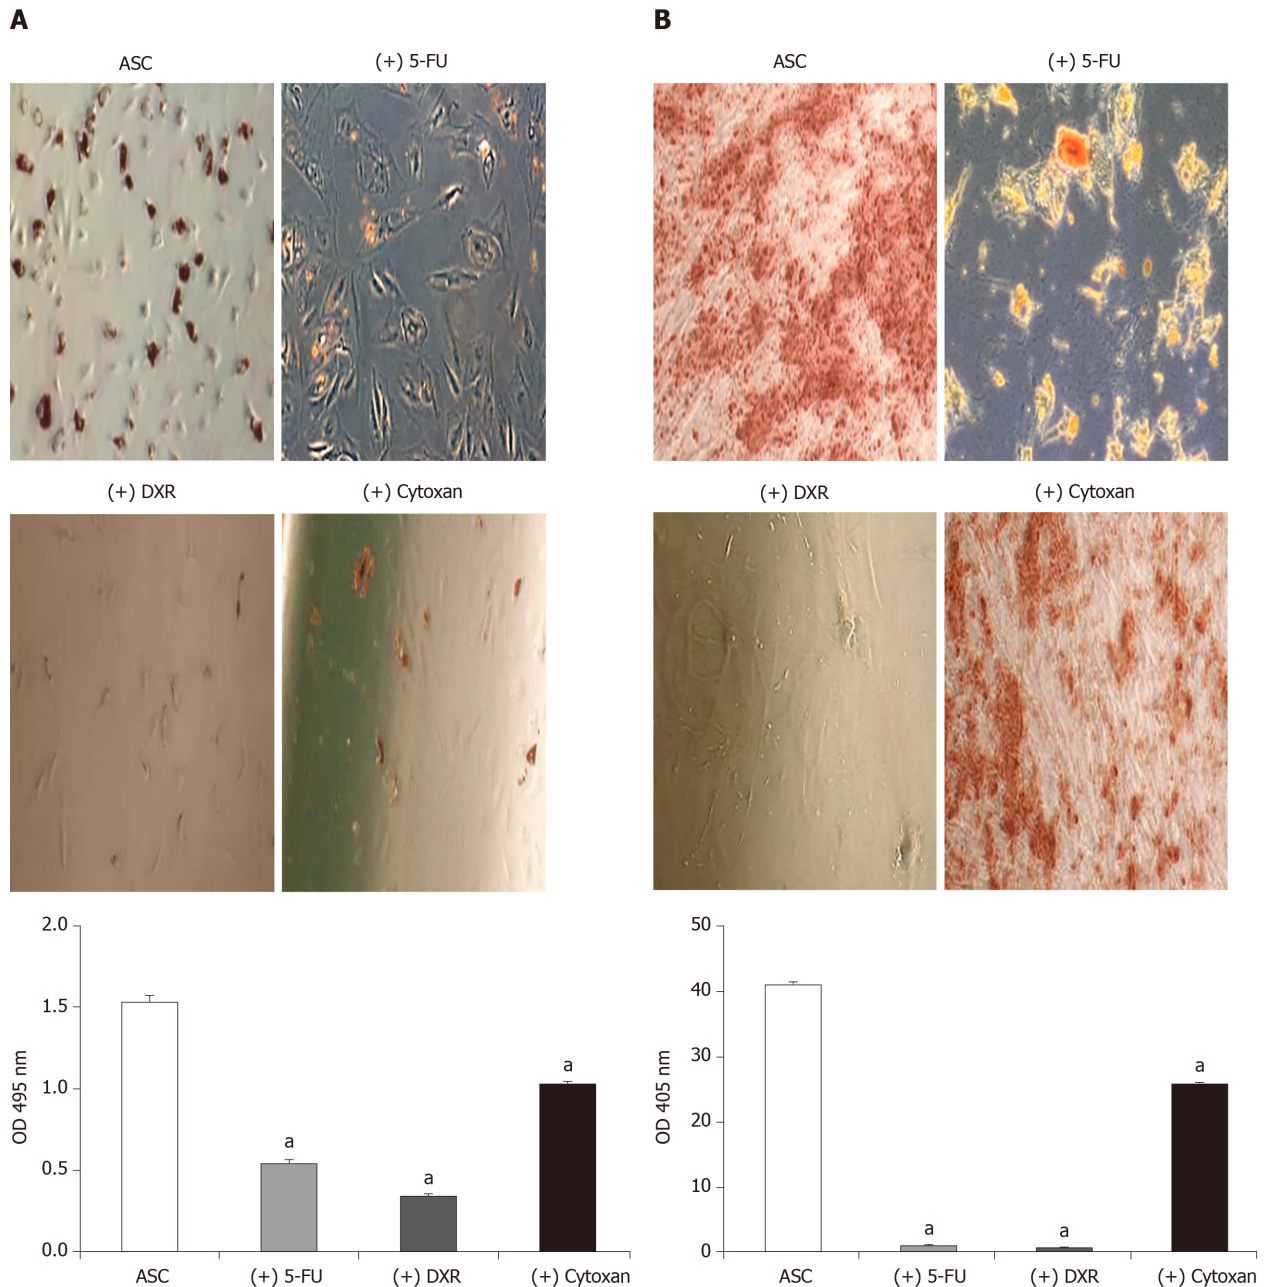 A
B
ASC
(+) 5-FU
ASC
(+) 5-FU
(+) DXR
(+) Cytoxan
(+) DXR
(+) Cytoxan
2.0
1.5
1.0
0.5
0.0
OD 495 nm
a
a
a
ASC
(+) 5-FU
(+) DXR
(+) Cytoxan
50
40
30
20
10
0
OD 405 nm
a
a
a
ASC
(+) 5-FU
(+) DXR
(+) Cytoxan